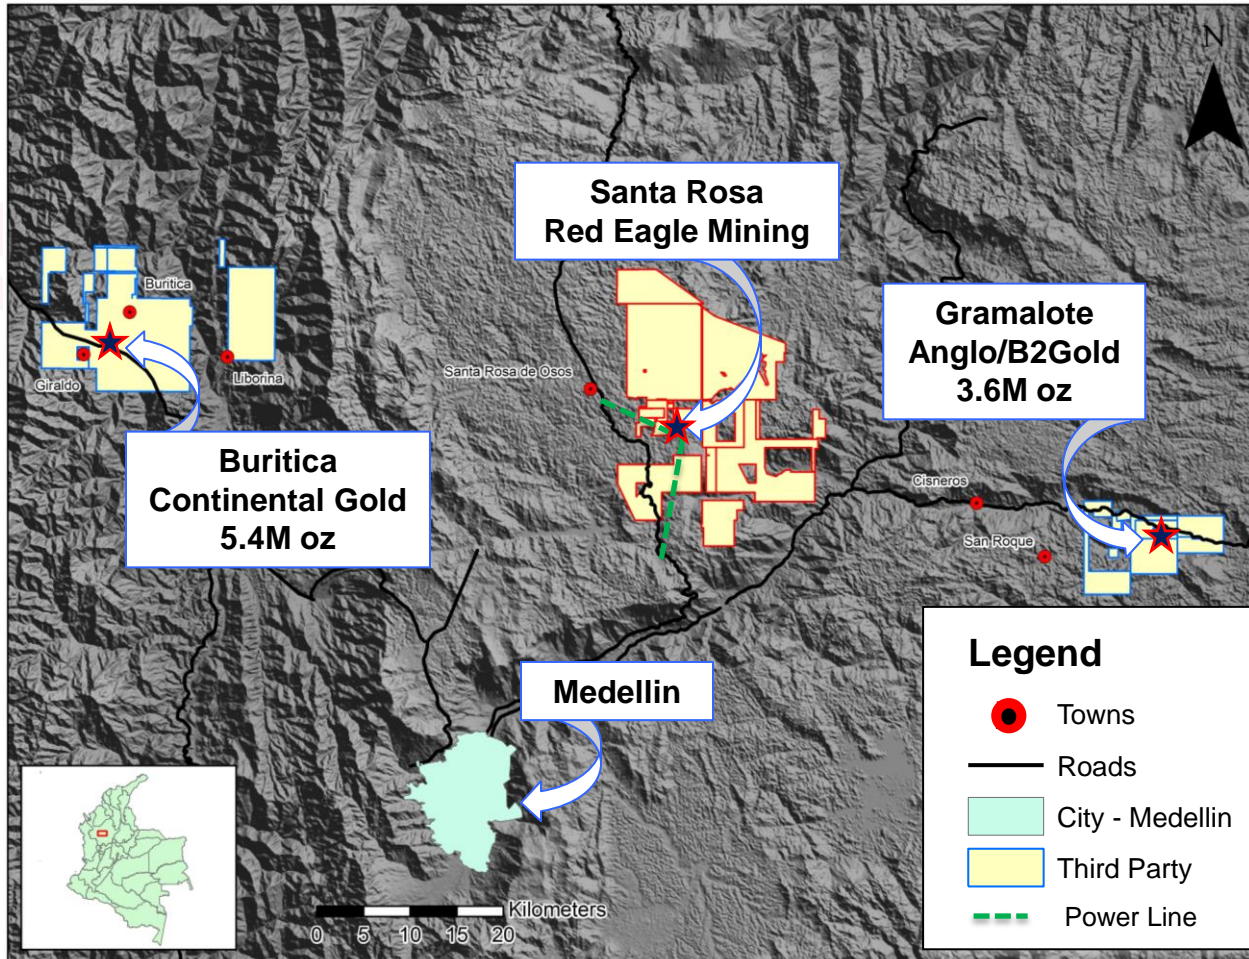 N
Santa Rosa
Red Eagle Mining
Buritica
Gramalote
Anglo/B2Gold
3.6M oz
Giraldo
Liborina
Santa Rosa de Osos
Buritica
Continental Gold
5.4M oz
Cisneros
San Roque
Medellin
Legend
Towns
Roads
City - Medellin
Third Party
Power Line
Kilometers
0 5 10 15 20